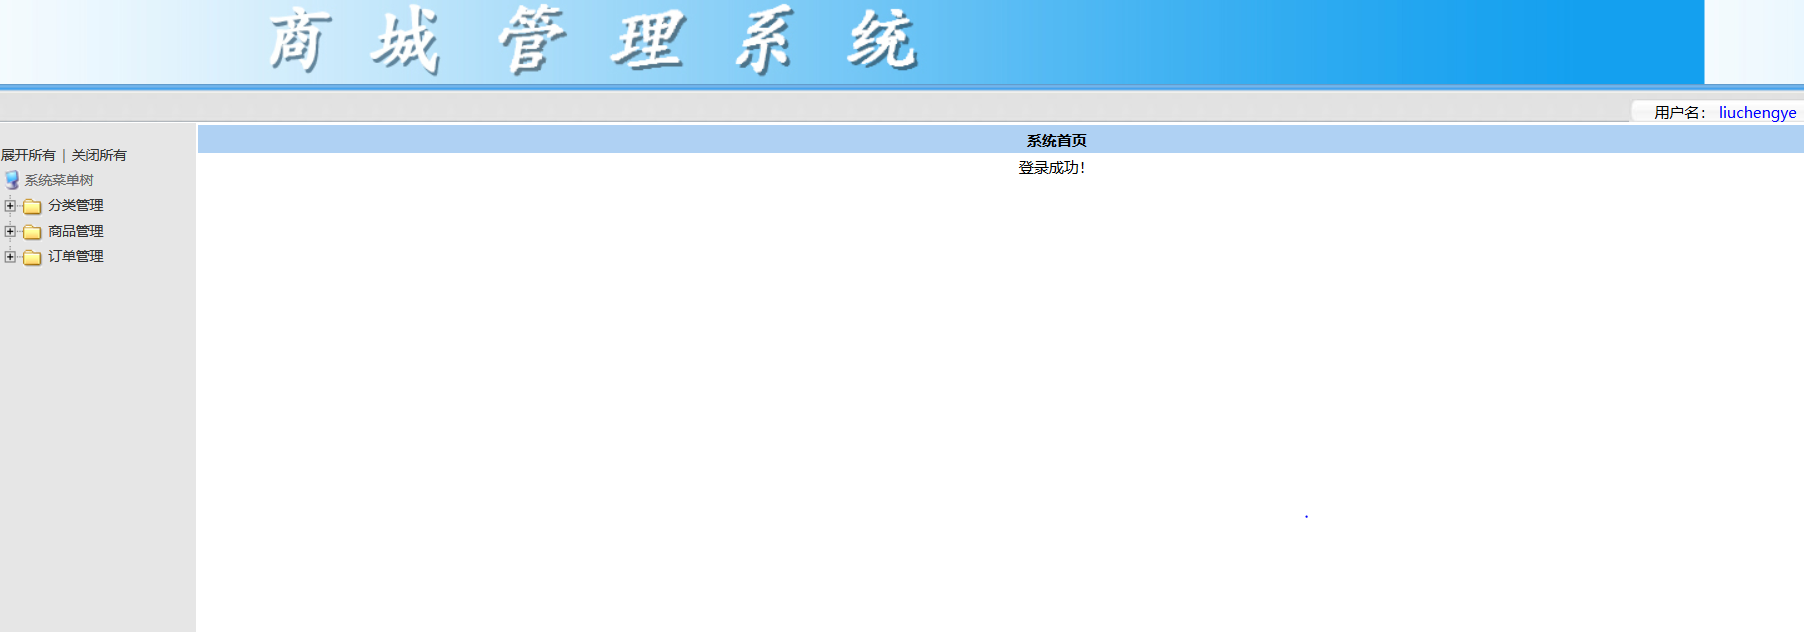 商城管理系统
用户名： liuchengye
展开所有 | 关闭所有
系统菜单树
分类管理
商品管理
订单管理
系统首页
登录成功！